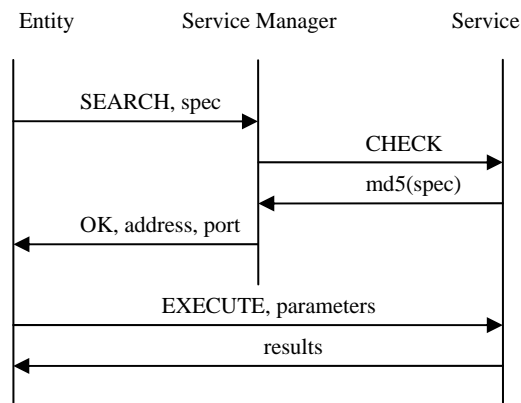 Entity
Service Manager
Service
SEARCH, spec
CHECK
md5(spec)
OK, address, port
EXECUTE, parameters
results